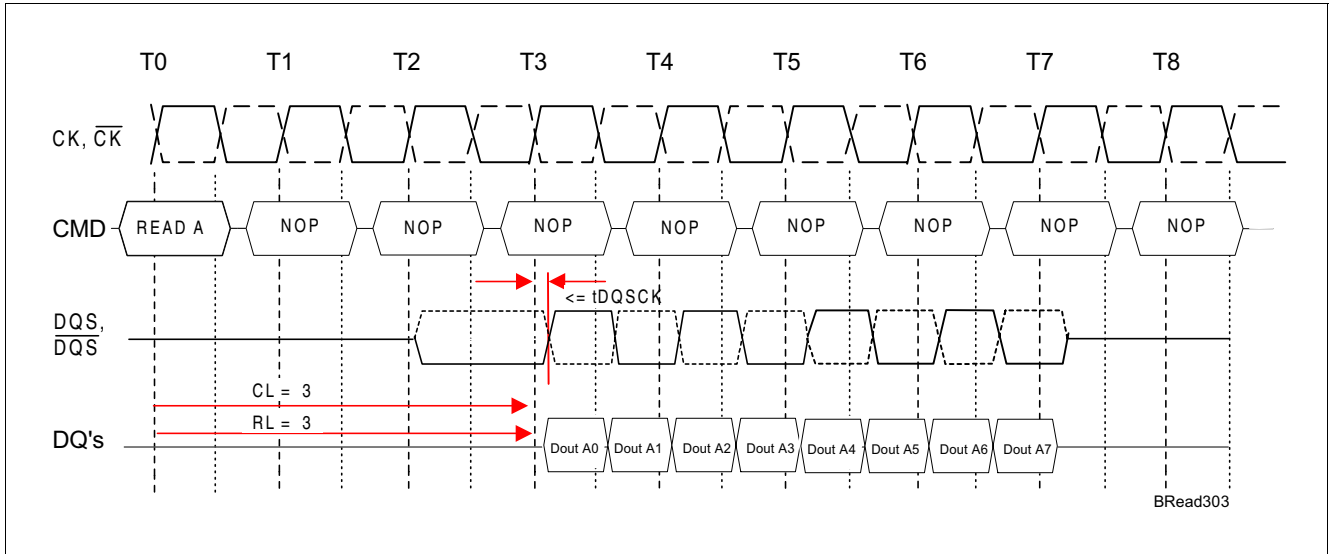 T0 T1 T2 T3 T4 T5 T6 T7 T8
CK, CK
CMD READ A NOP NOP NOP NOP NOP NOP NOP NOP
<= tDQSCK
DQS,
DQS
CL = 3
RL = 3
DQ's
Dout A0 Dout A1 Dout A2 Dout A3 Dout A4 Dout A5 Dout A6 Dout A7
BRead303